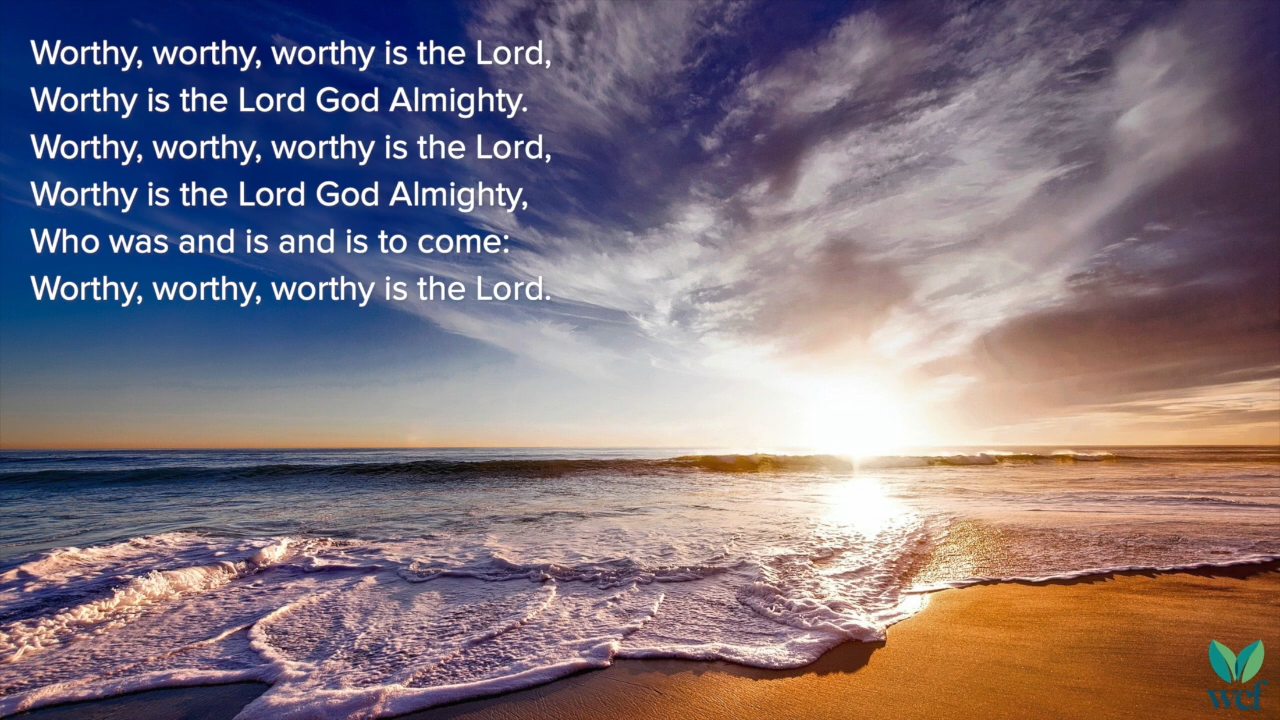 Worthy, worthy, worthy is the Lord,
Worthy is the Lord God Almighty.
Worthy, worthy, worthy is the Lord,
Worthy is the Lord God Almighty,
Who was and is and is to come:
Worthy, worthy, worthy is the Lord.
wcf